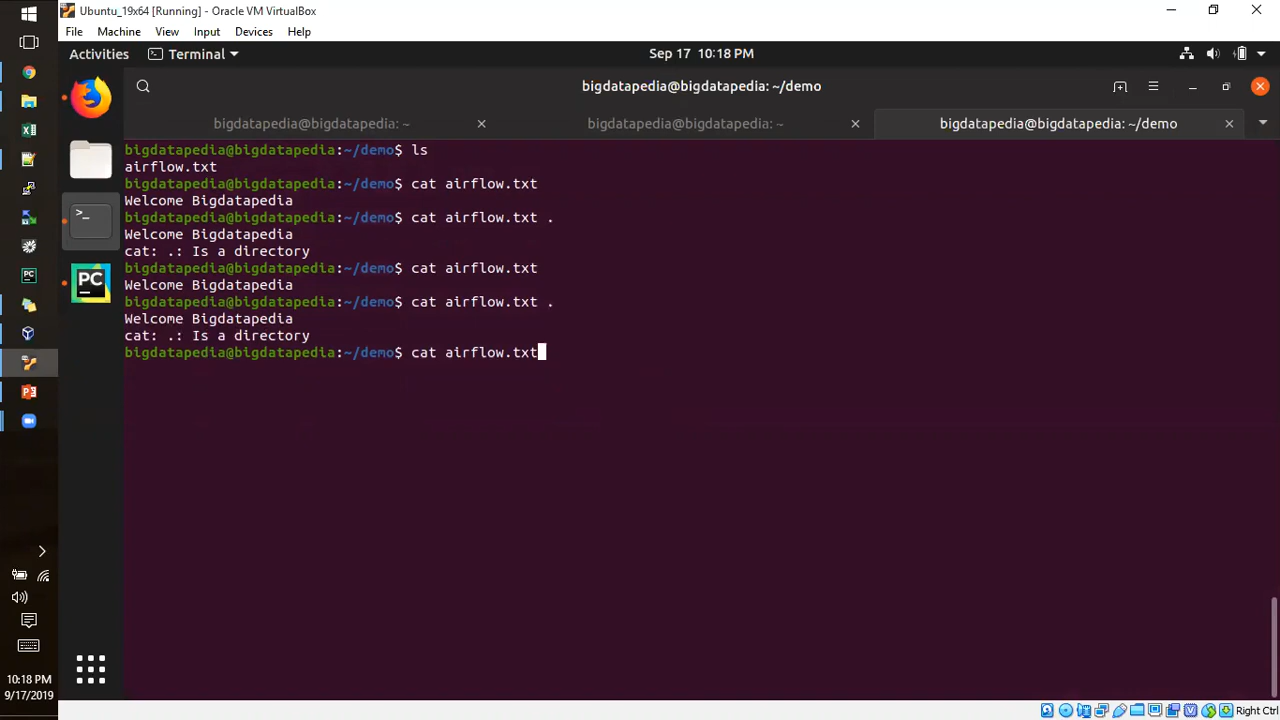 Ubuntu_19x64 [Running] - Oracle VM VirtualBox
File Machine View Input Devices Help
Activities Terminal Sep 17 10:18 PM
bigdatapedia@bigdatapedia: ~/demo
bigdatapedia@bigdatapedia: ~ bigdatapedia@bigdatapedia: ~ bigdatapedia@bigdatapedia: ~/demo
bigdatapedia@bigdatapedia:~/demo$ ls
airflow.txt
bigdatapedia@bigdatapedia:~/demo$ cat airflow.txt
Welcome Bigdatapedia
bigdatapedia@bigdatapedia:~/demo$ cat airflow.txt .
Welcome Bigdatapedia
cat: .: Is a directory
bigdatapedia@bigdatapedia:~/demo$ cat airflow.txt
Welcome Bigdatapedia
bigdatapedia@bigdatapedia:~/demo$ cat airflow.txt .
Welcome Bigdatapedia
cat: .: Is a directory
bigdatapedia@bigdatapedia:~/demo$ cat airflow.txt
>_
PC
10:18 PM
9/17/2019
Right Ctrl